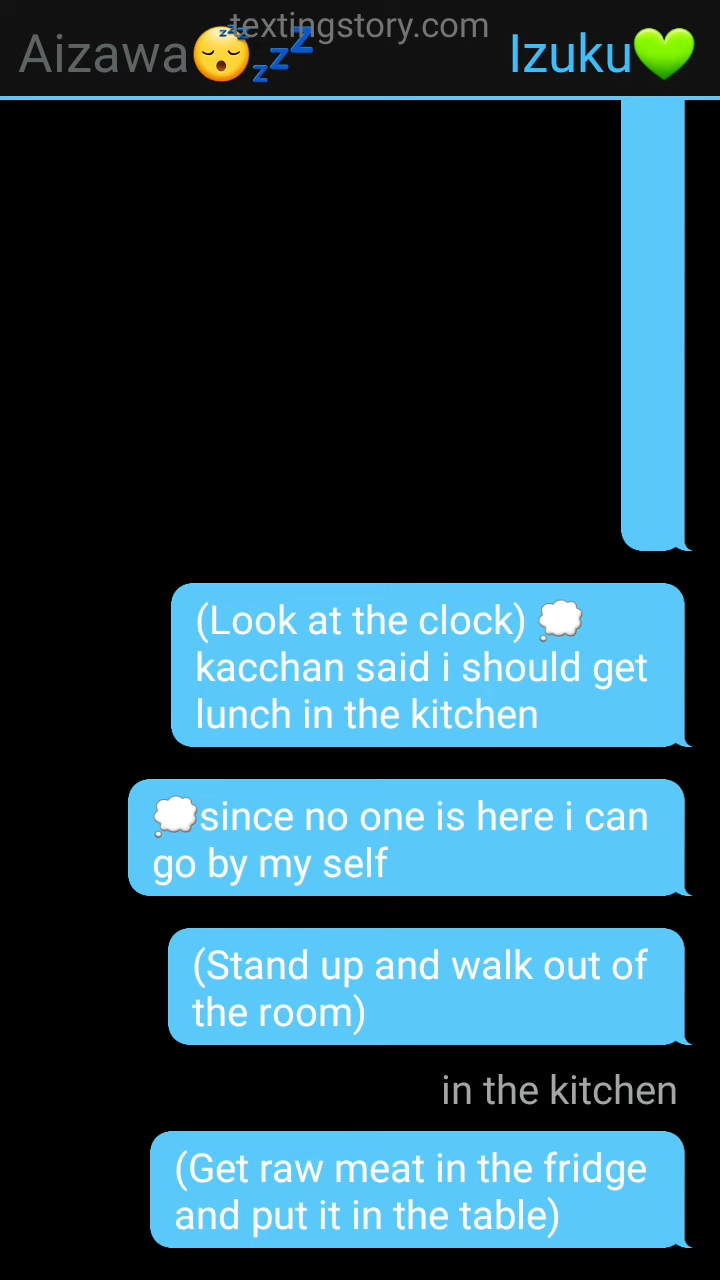 textingstory.com
Aizawa😴💤 Izuku💚
(Look at the clock) 💭
kacchan said i should get
lunch in the kitchen
💭since no one is here i can
go by my self
(Stand up and walk out of
the room)
in the kitchen
(Get raw meat in the fridge
and put it in the table)